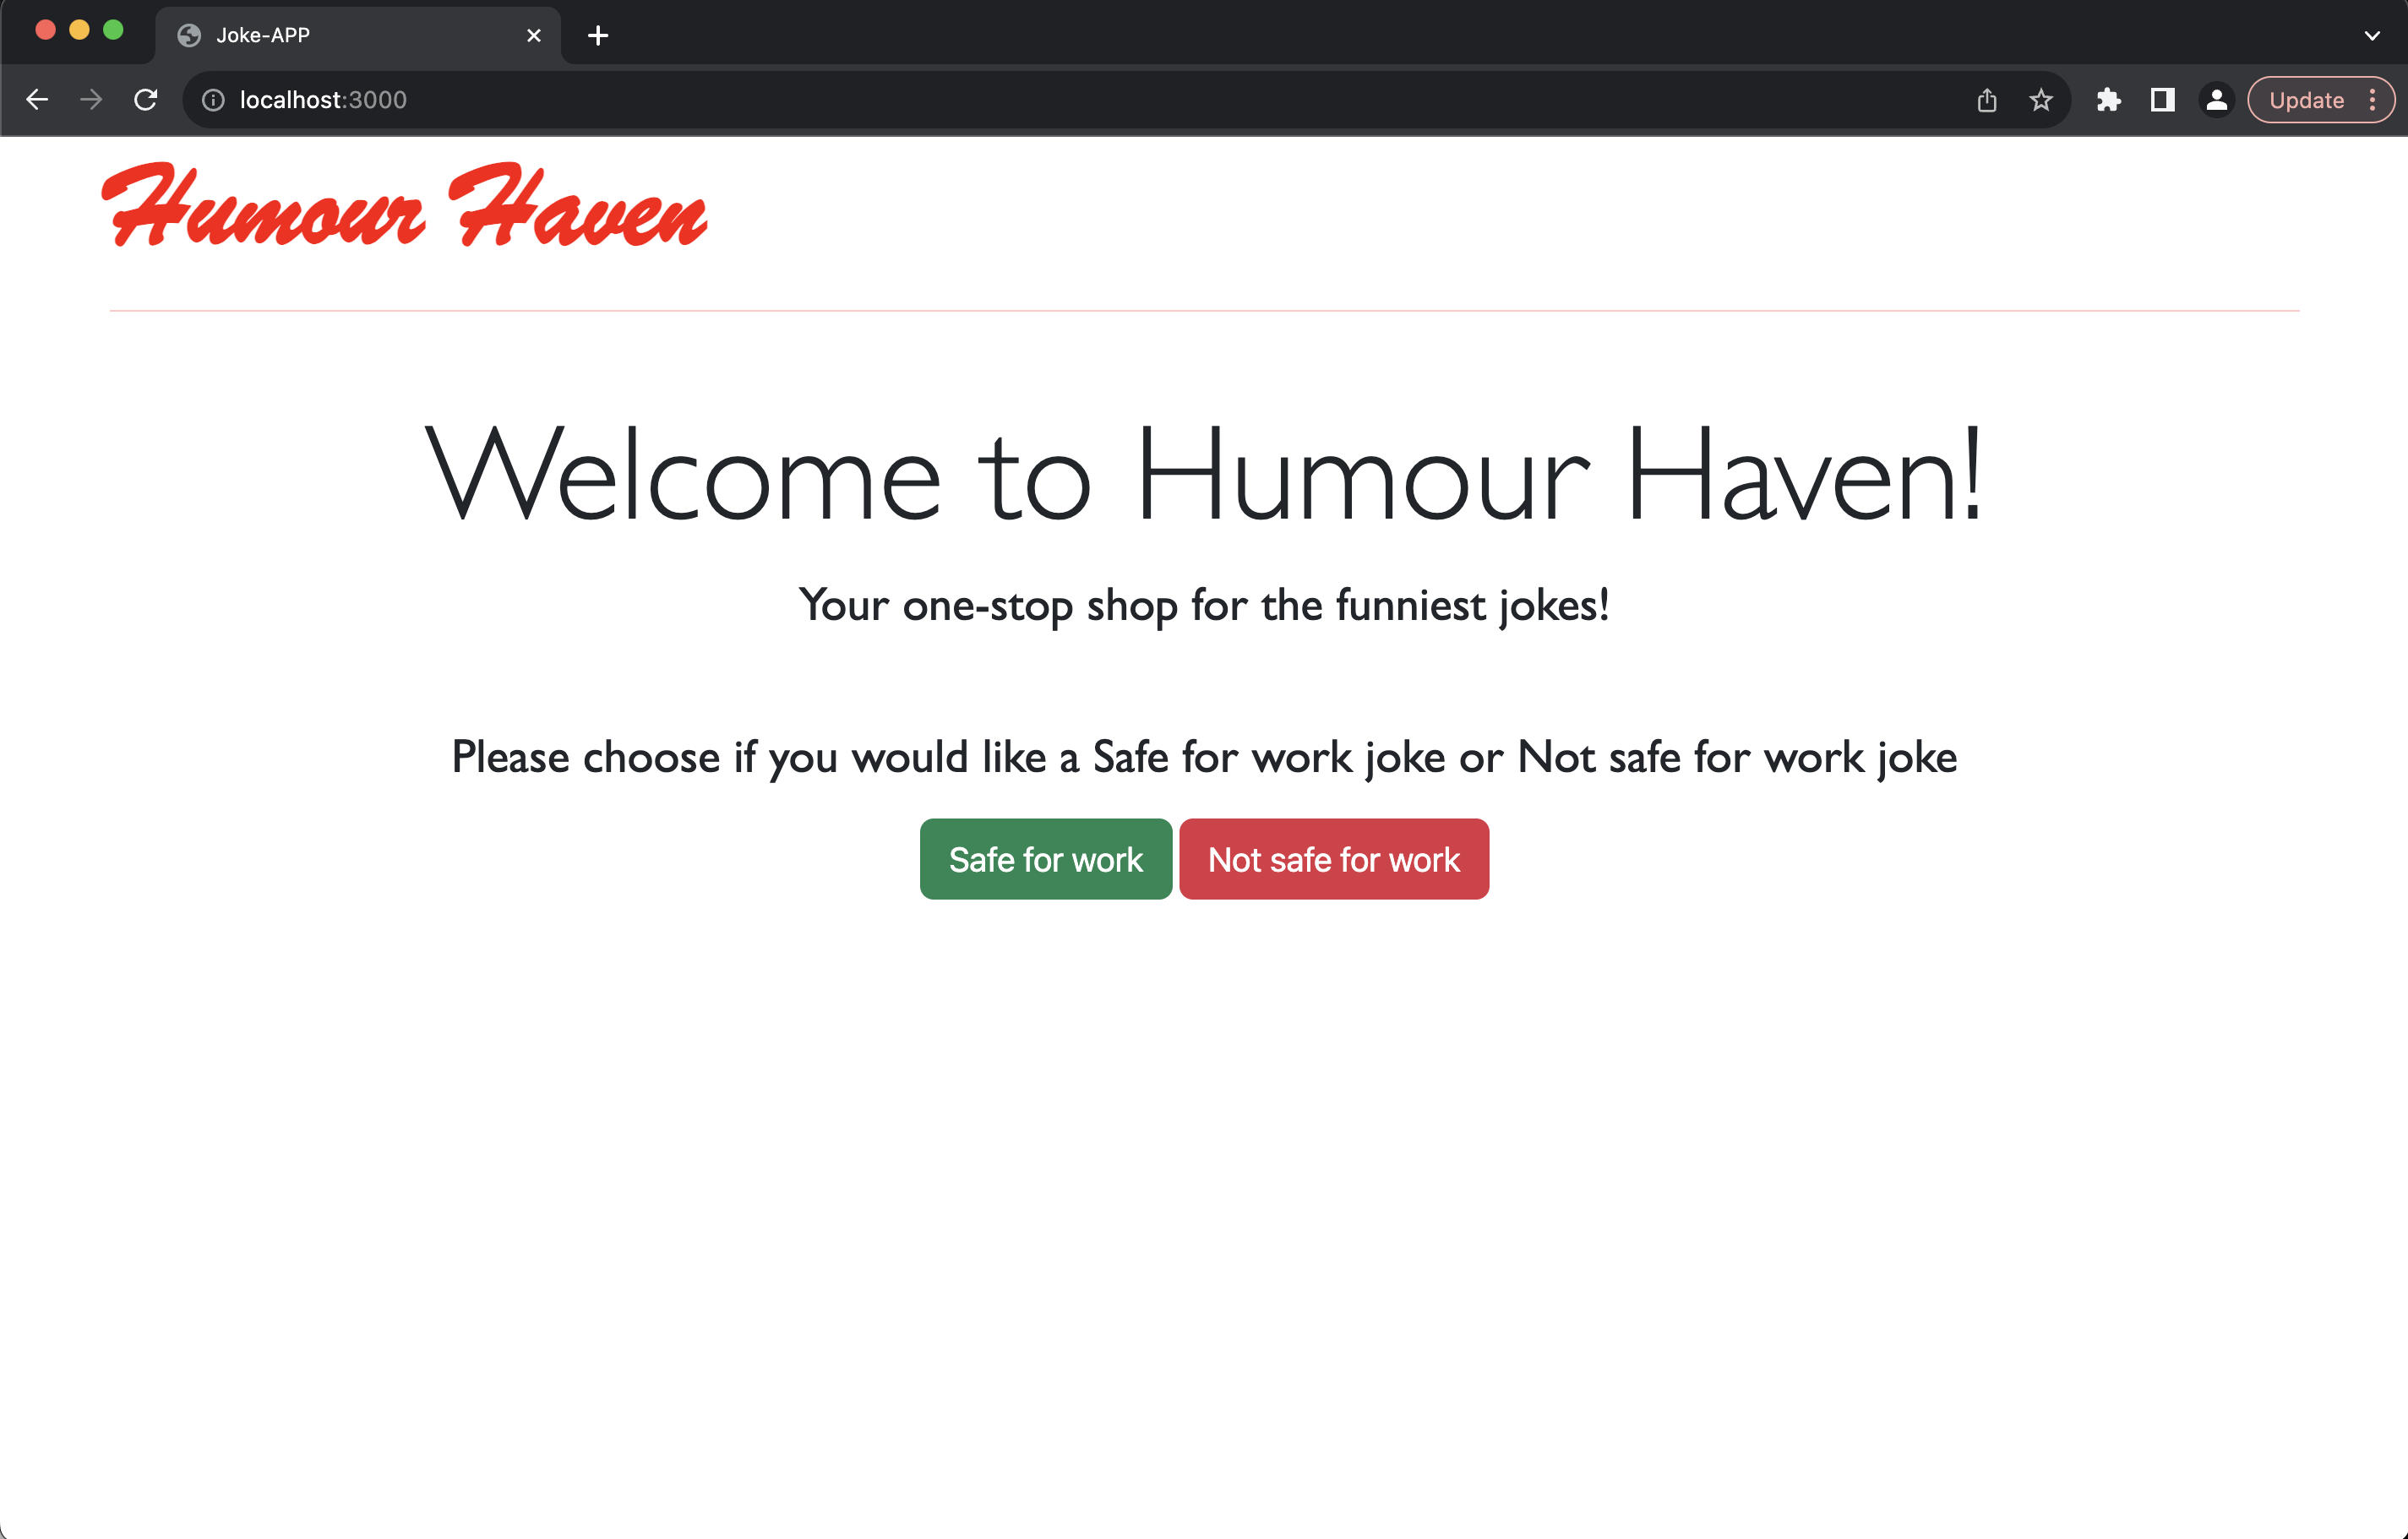 Joke-APP
localhost:3000
Update
Humour Haven
Welcome to Humour Haven!
Your one-stop shop for the funniest jokes!
Please choose if you would like a Safe for work joke or Not safe for work joke
Safe for work Not safe for work